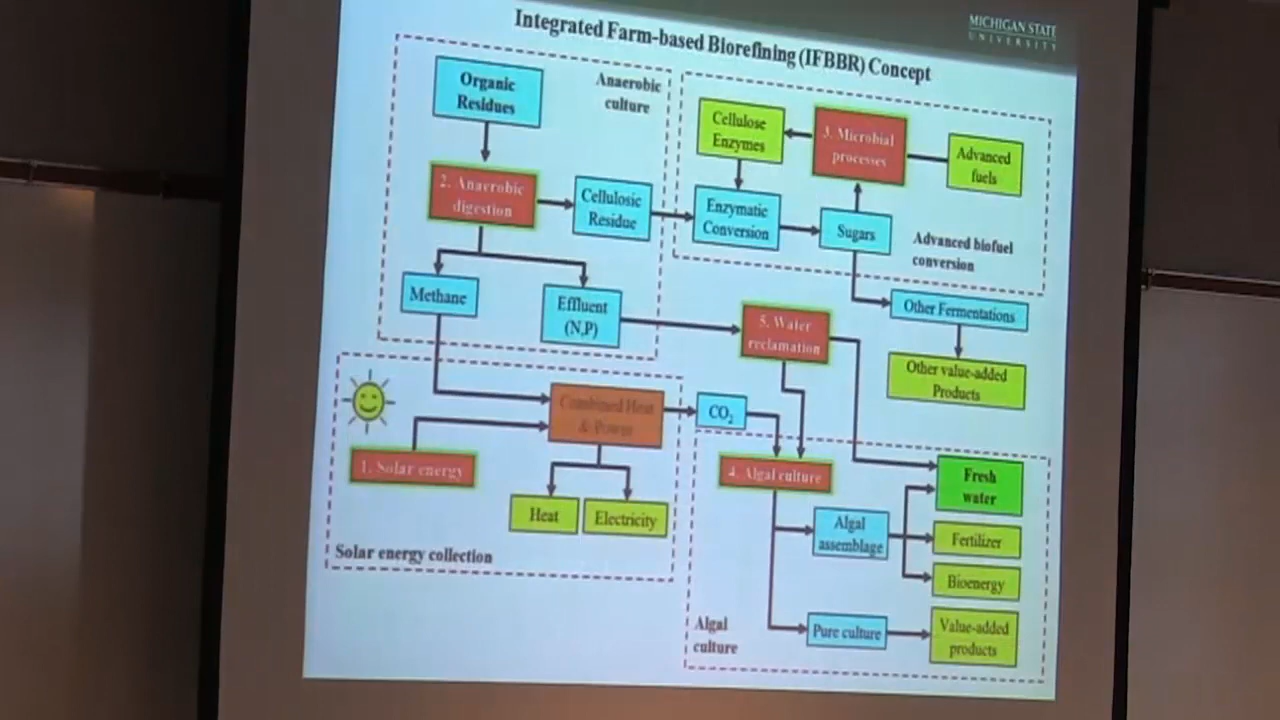 Integrated Farm-based Biorefining (IFBBR) Concept
MICHIGAN STATE
UNIVERSITY
Organic
Residues
Anaerobic
culture
2. Anaerobic
digestion
Cellulosic
Residue
Methane
Effluent
(N,P)
Cellulose
Enzymes
3. Microbial
processes
Advanced
fuels
Enzymatic
Conversion
Sugars
Advanced biofuel
conversion
Other Fermentations
Other value-added
Products
5. Water
reclamation
Combined Heat
& Power
CO2
1. Solar energy
Heat
Electricity
Solar energy collection
4. Algal culture
Fresh
water
Algal
assemblage
Fertilizer
Bioenergy
Pure culture
Value-added
products
Algal
culture